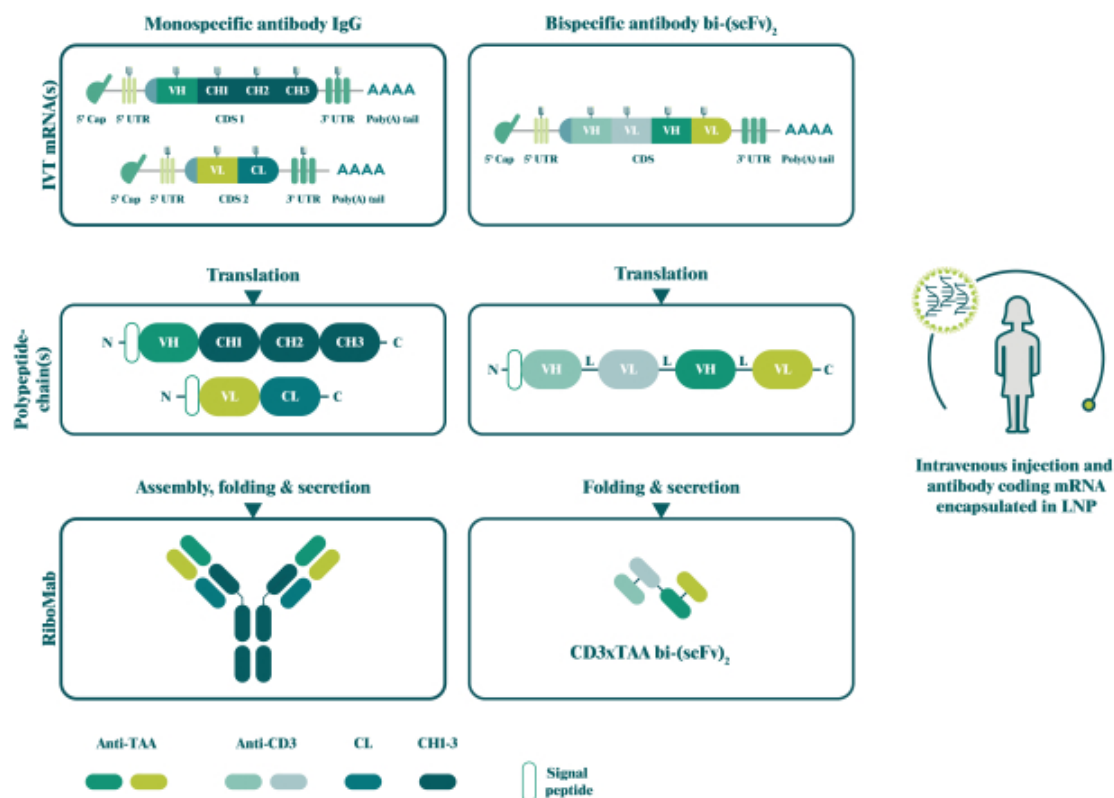 Monospecific antibody IgG
Bispecific antibody bi-(scFv)₂
IVT mRNA(s)
VH CH1 CH2 CH3 AAAA
5' Cap 5' UTR CDS 1 3' UTR Poly(A) tail
VL CL AAAA
5' Cap 5' UTR CDS 2 3' UTR Poly(A) tail
VH VL VH VL AAAA
5' Cap 5' UTR CDS 3' UTR Poly(A) tail
Translation
Translation
Polypeptide-
chain(s)
N VH CH1 CH2 CH3 C
N VL CL C
N VH L VL L VH L VL C
Intravenous injection and
antibody coding mRNA
encapsulated in LNP
Assembly, folding & secretion
Folding & secretion
RiboMab
CD3xTAA bi-(scFv)₂
Anti-TAA Anti-CD3 CL CH1-3
Signal
peptide